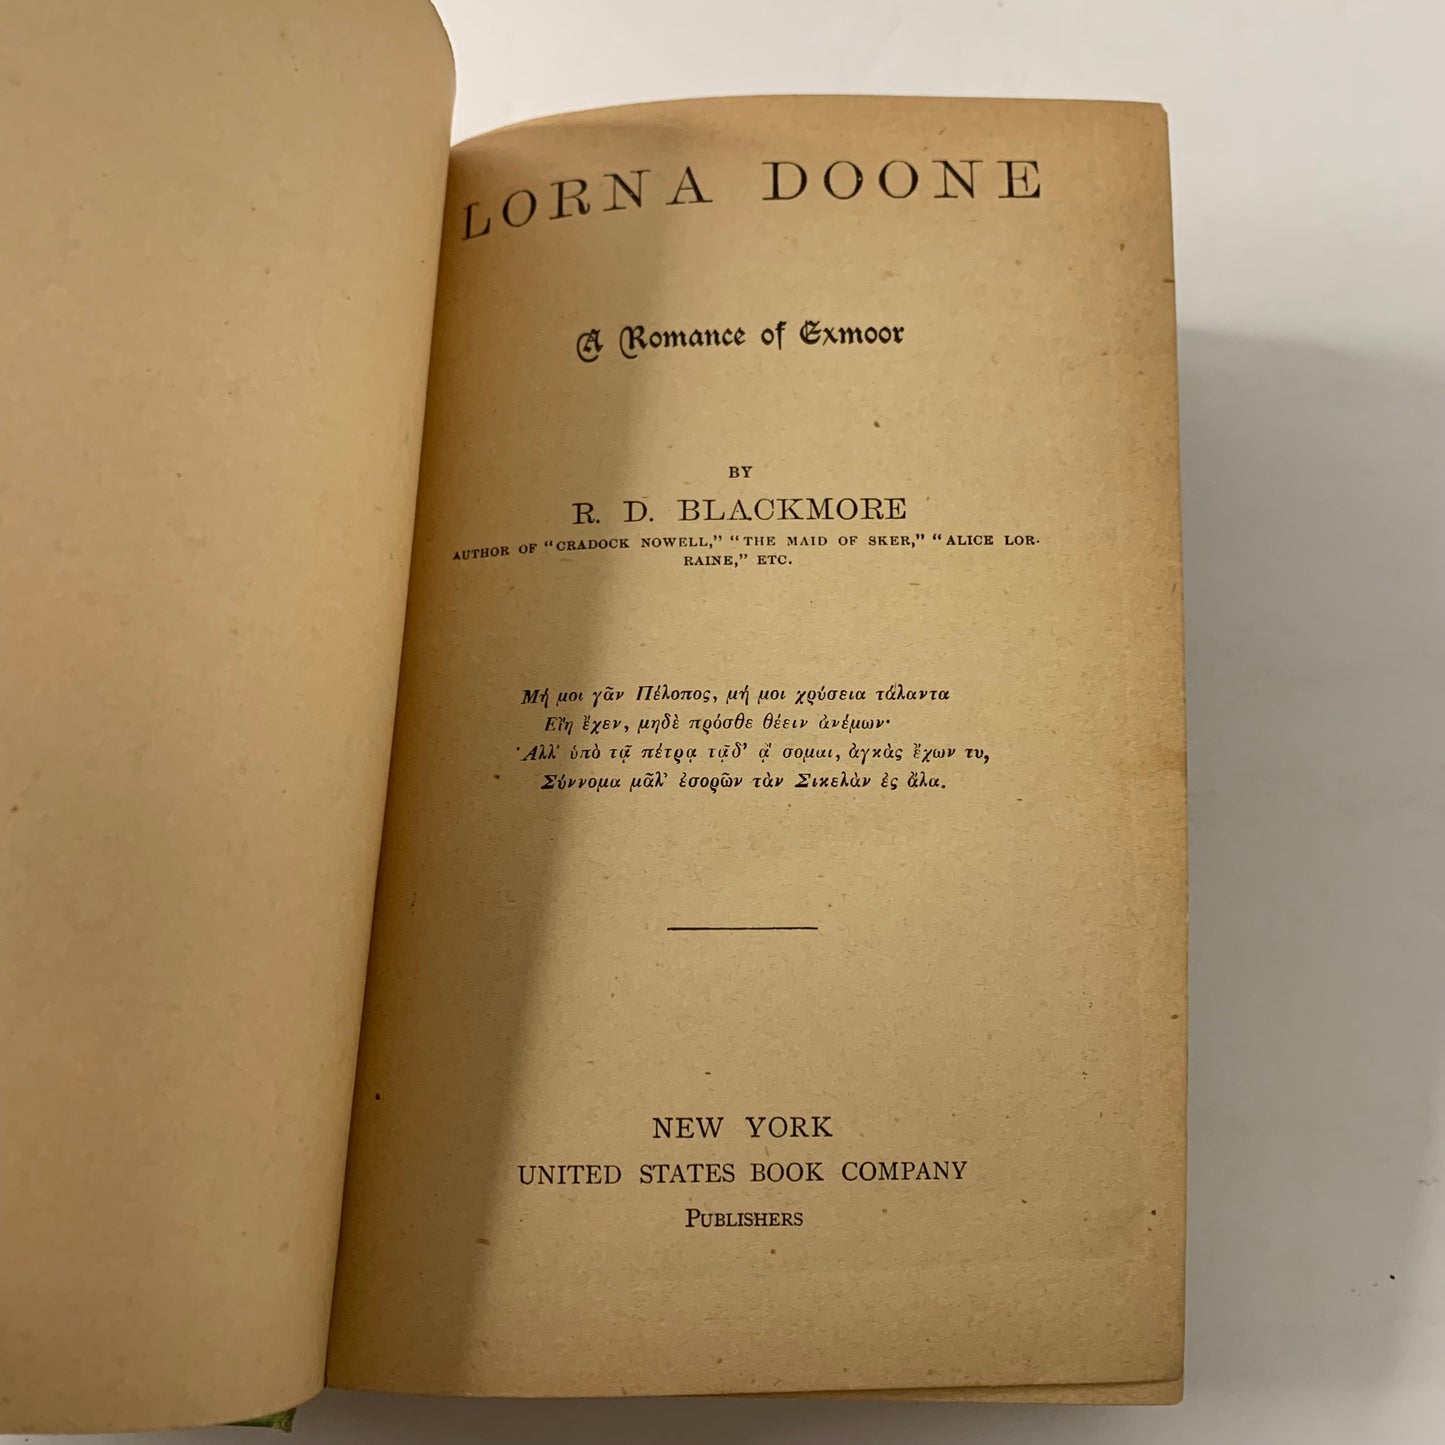 LORNA DOONE
A Romance of Exmoor
BY
R. D. BLACKMORE
AUTHOR OF "CRADOCK NOWELL," "THE MAID OF SKER," "ALICE LOR-
RAINE," ETC.
Μή μοι γᾶν Πέλοπος, μή μοι χρύσεια τάλαντα
Εἴη ἔχεν, μηδὲ πρόσθε θέειν ἀνέμων·
Ἀλλ' ὑπὸ τᾷ πέτρᾳ τᾷδ' ᾄ σομαι, ἀγκὰς ἔχων τυ,
Σύννομα μᾶλ' ἐσορῶν τὰν Σικελὰν ἐς ἅλα.
NEW YORK
UNITED STATES BOOK COMPANY
PUBLISHERS